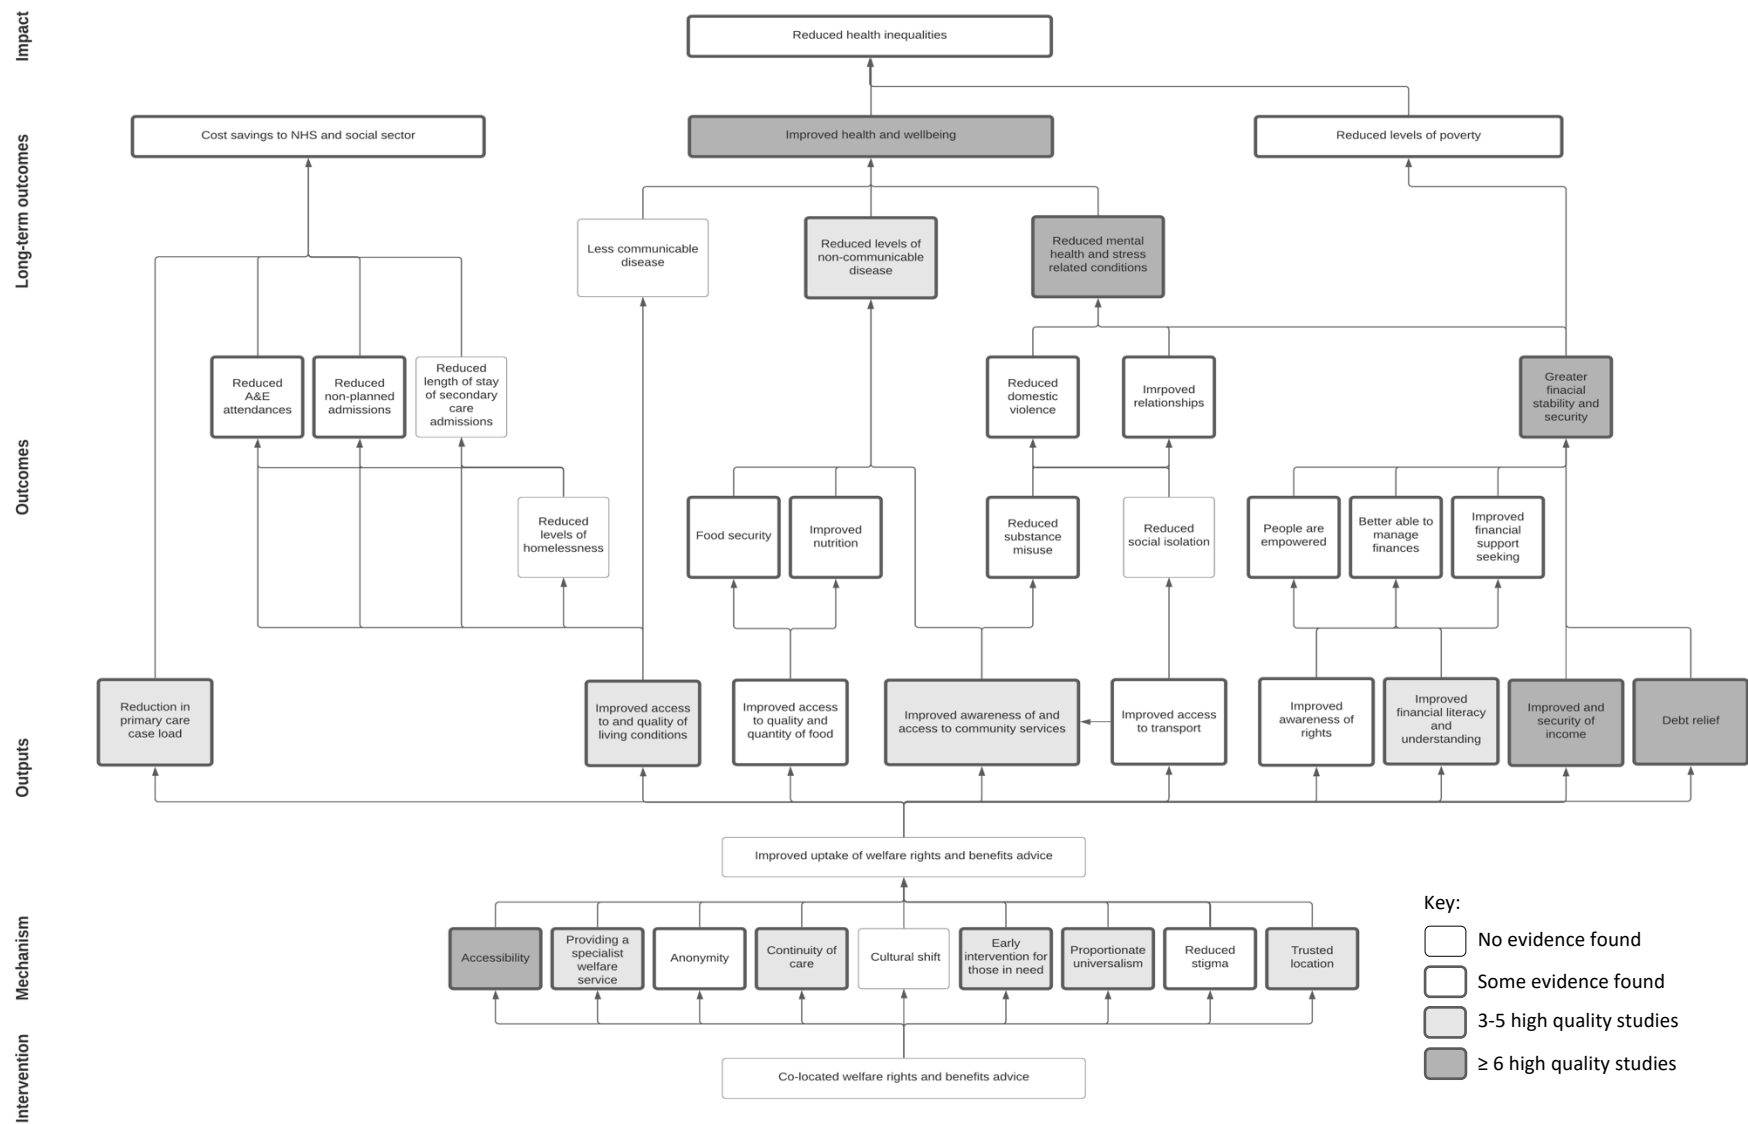 Impact
Reduced health inequalities
Long-term outcomes
Cost savings to NHS and social sector
Improved health and wellbeing
Reduced levels of poverty
Less communicable
disease
Reduced levels of
non-communicable
disease
Reduced mental
health and stress
related conditions
Outcomes
Reduced
A&E
attendances
Reduced
non-planned
admissions
Reduced
length of stay
of secondary
care
admissions
Reduced
domestic
violence
Imrpoved
relationships
Greater
finacial
stability and
security
Reduced
levels of
homelessness
Food security
Improved
nutrition
Reduced
substance
misuse
Reduced
social isolation
People are
empowered
Better able to
manage
finances
Improved
financial
support
seeking
Outputs
Reduction in
primary care
case load
Improved access
to and quality of
living conditions
Improved access
to quality and
quantity of food
Improved awareness of and
access to community services
Improved access
to transport
Improved
awareness of
rights
Improved
financial literacy
and
understanding
Improved and
security of
income
Debt relief
Improved uptake of welfare rights and benefits advice
Mechanism
Accessibility
Providing a
specialist
welfare
service
Anonymity
Continuity of
care
Cultural shift
Early
intervention for
those in need
Proportionate
universalism
Reduced
stigma
Trusted
location
Intervention
Co-located welfare rights and benefits advice
Key:
No evidence found
Some evidence found
3-5 high quality studies
≥ 6 high quality studies